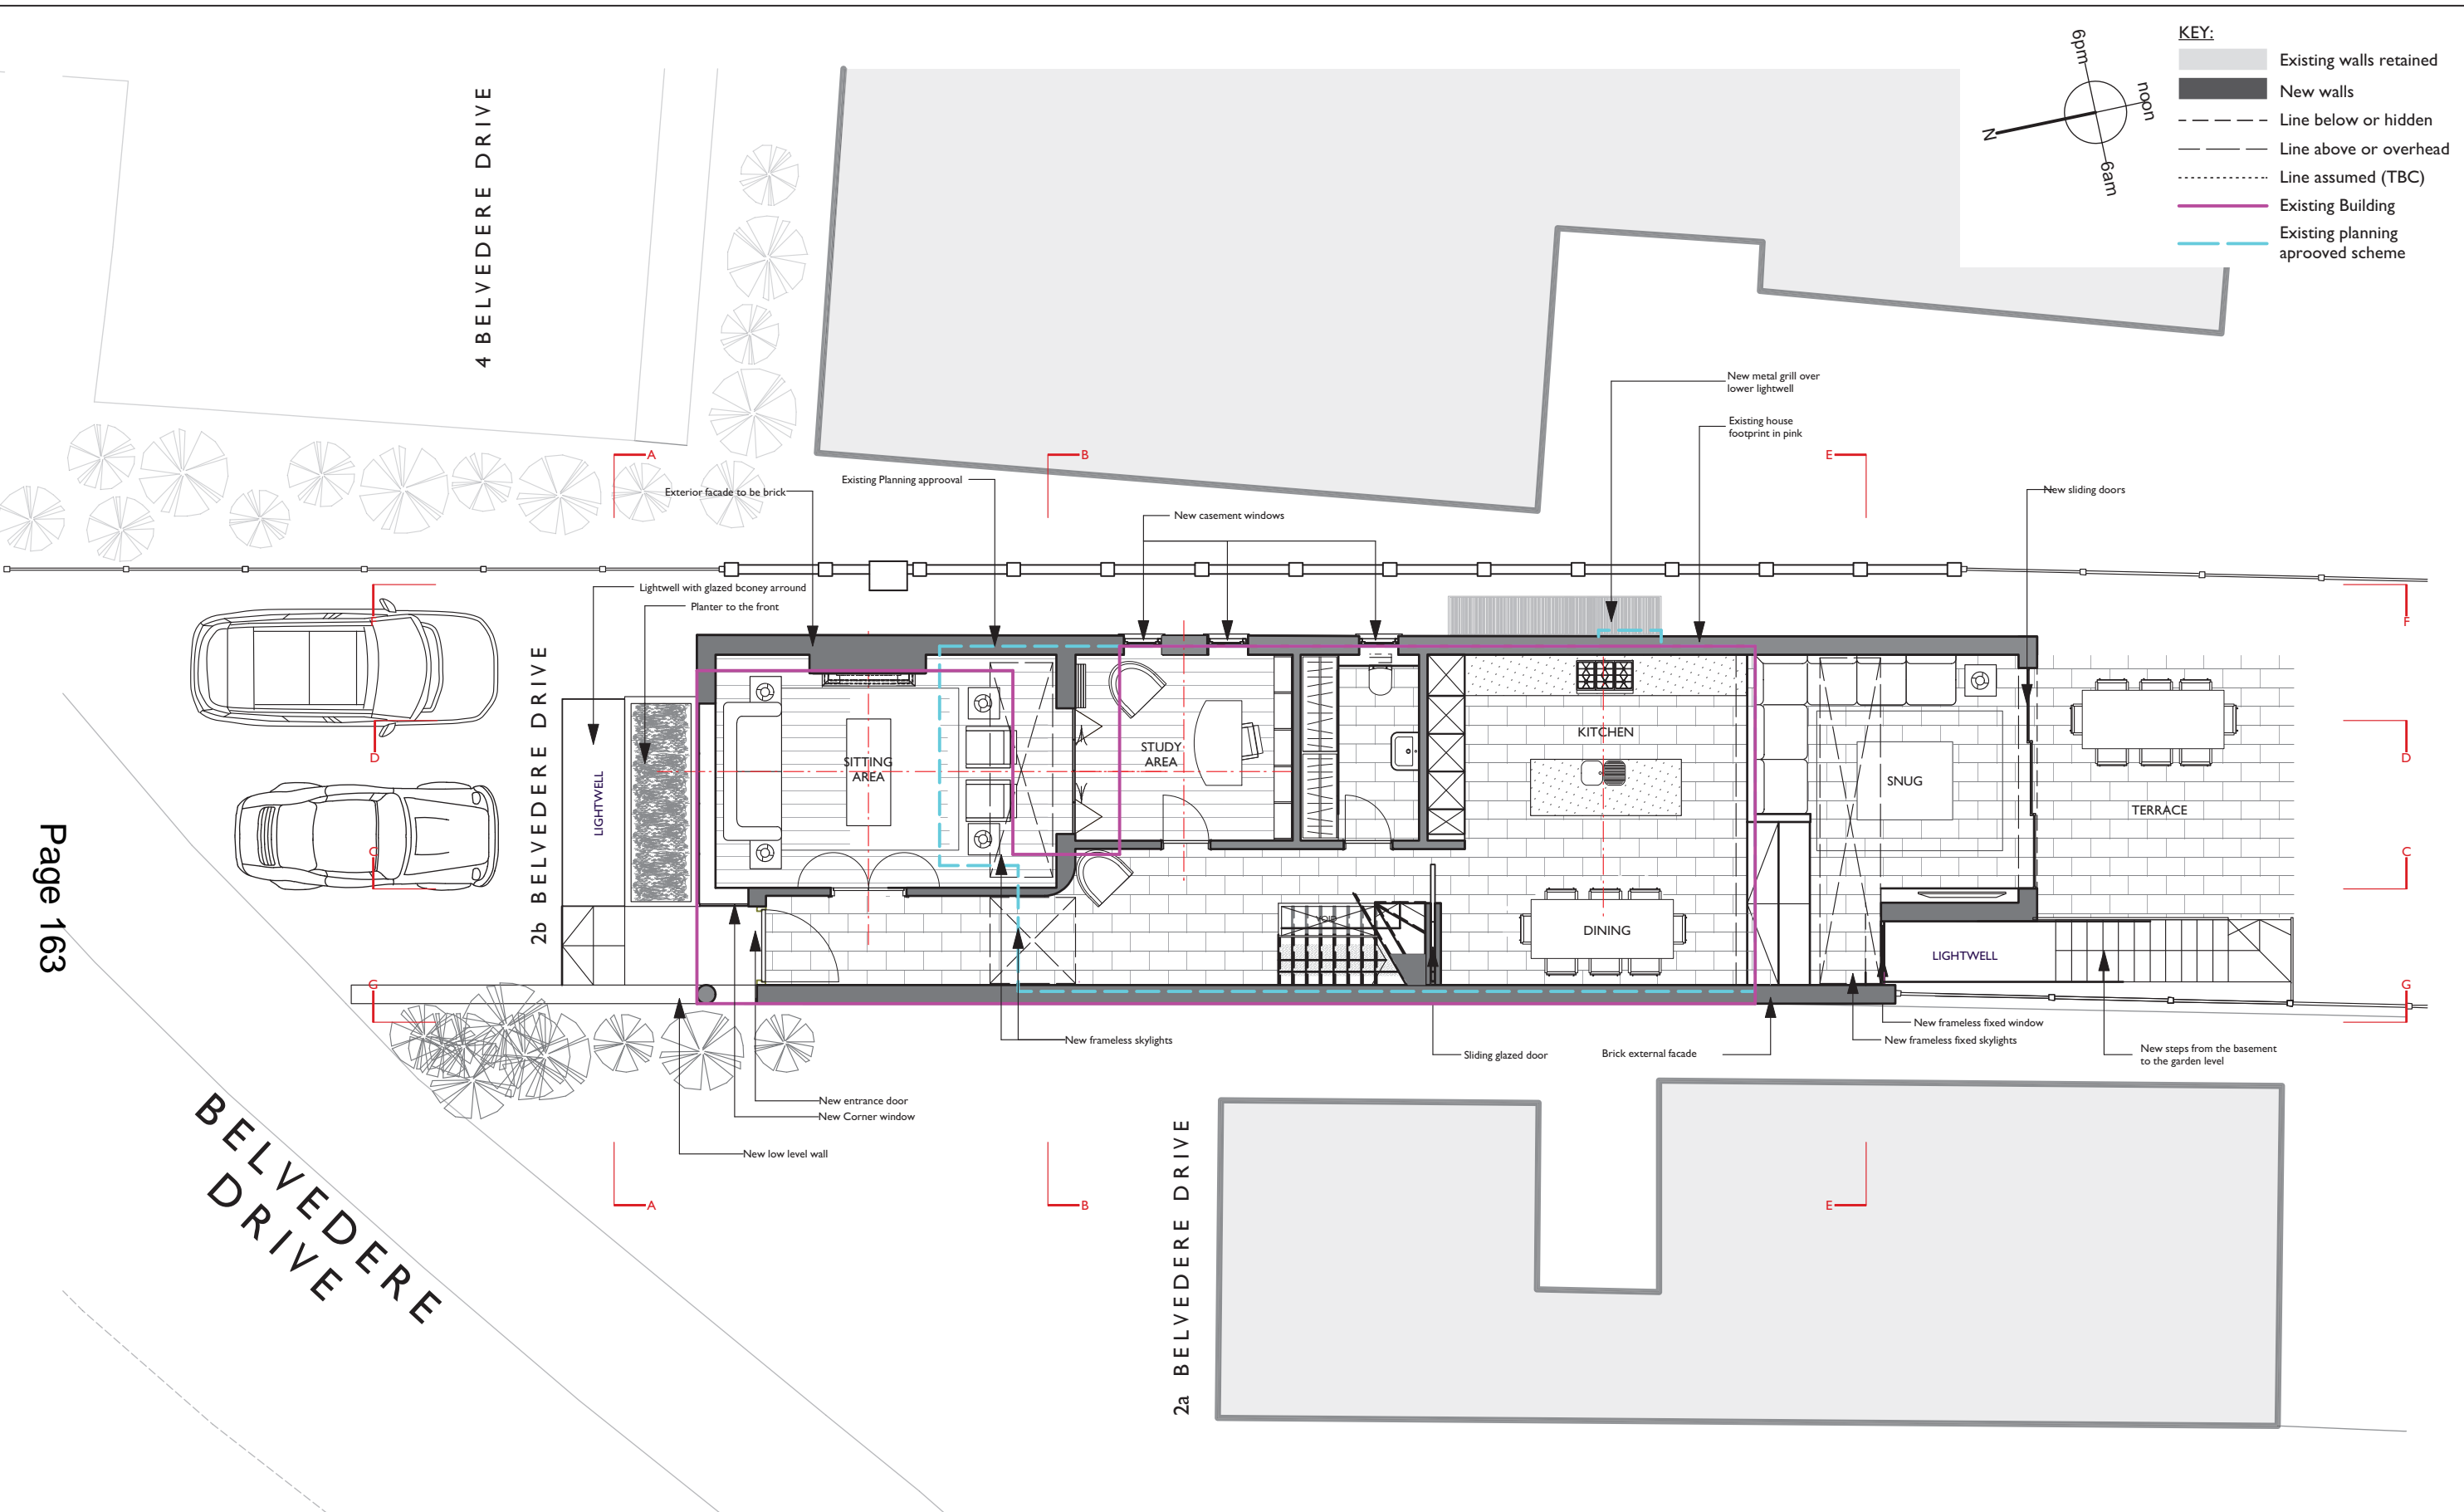 KEY:
Existing walls retained
New walls
Line below or hidden
Line above or overhead
Line assumed (TBC)
Existing Building
Existing planning
aprooved scheme
6pm
noon
N
6am
4 BELVEDERE DRIVE
New metal grill over
lower lightwell
Existing house
footprint in pink
A
B
E
Exterior facade to be brick
Existing Planning approoval
New sliding doors
New casement windows
Lightwell with glazed bconey arround
Planter to the front
F
2b BELVEDERE DRIVE
LIGHTWELL
SITTING
AREA
STUDY
AREA
KITCHEN
SNUG
TERRACE
D
D
C
C
VOID
DINING
LIGHTWELL
G
G
New frameless skylights
Sliding glazed door
Brick external facade
New frameless fixed window
New frameless fixed skylights
New steps from the basement
to the garden level
New entrance door
New Corner window
New low level wall
A
B
E
2a BELVEDERE DRIVE
BELVEDERE
DRIVE
Page 163